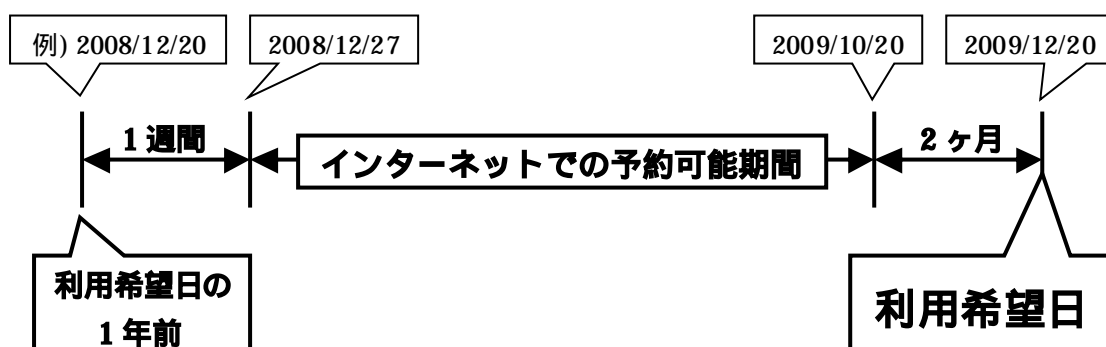 例) 2008/12/20
2008/12/27
2009/10/20
2009/12/20
1 週間
インターネットでの予約可能期間
2 ヶ月
利用希望日の
1 年前
利用希望日